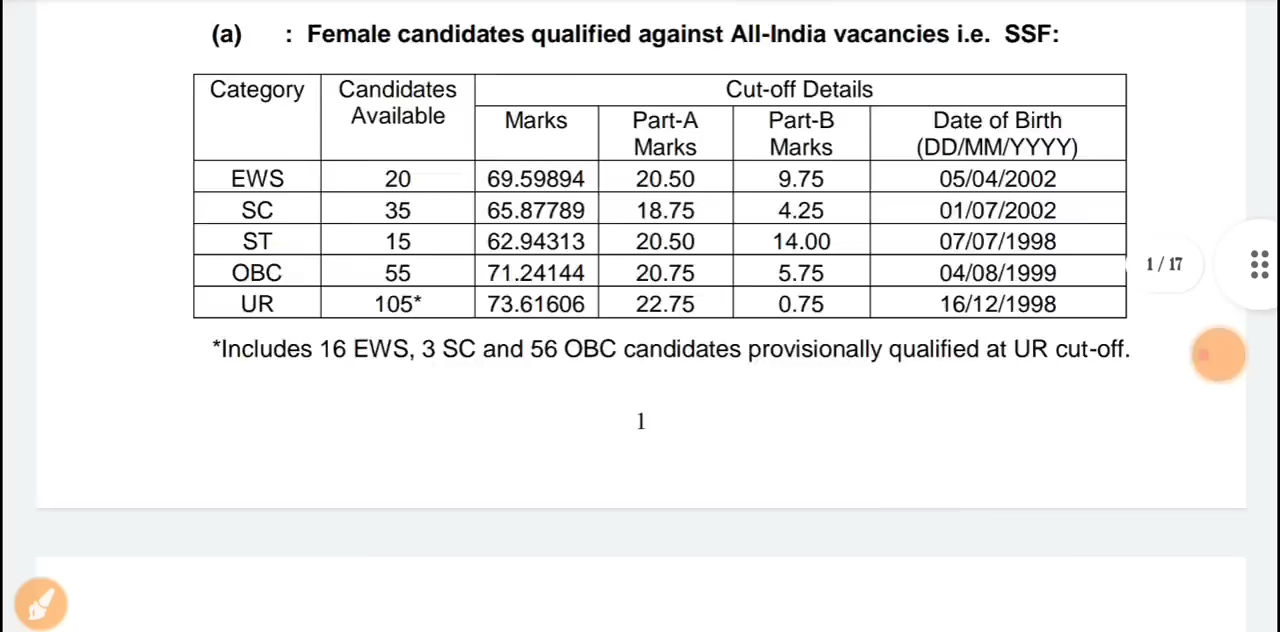 (a) : Female candidates qualified against All-India vacancies i.e. SSF:
Category Candidates Available Cut-off Details
Marks Part-A Marks Part-B Marks Date of Birth (DD/MM/YYYY)
EWS 20 69.59894 20.50 9.75 05/04/2002
SC 35 65.87789 18.75 4.25 01/07/2002
ST 15 62.94313 20.50 14.00 07/07/1998
OBC 55 71.24144 20.75 5.75 04/08/1999
UR 105* 73.61606 22.75 0.75 16/12/1998
*Includes 16 EWS, 3 SC and 56 OBC candidates provisionally qualified at UR cut-off.
1
1 / 17